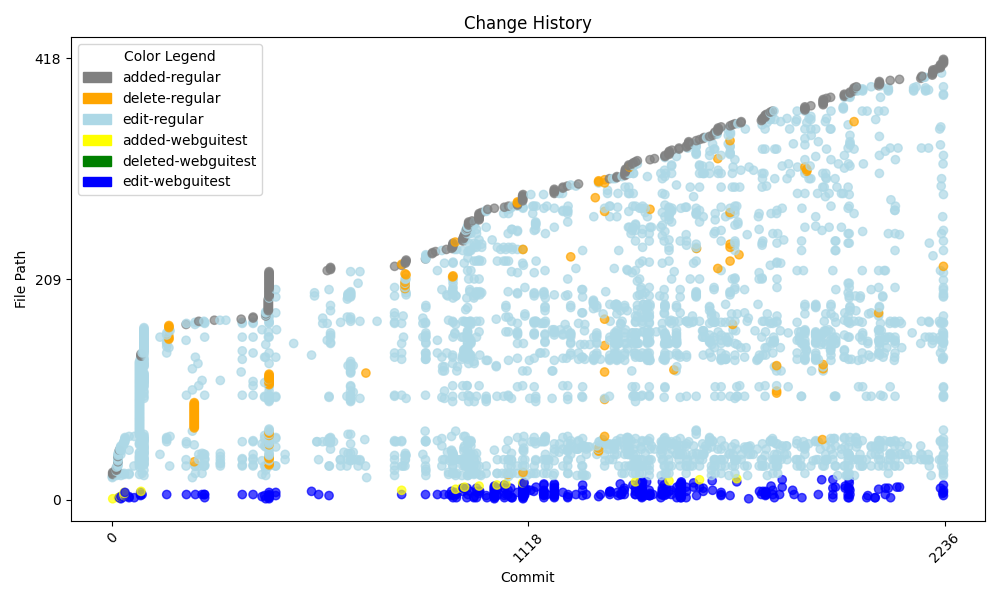 Change History
Color Legend
added-regular
delete-regular
edit-regular
added-webguitest
deleted-webguitest
edit-webguitest
File Path
418
209
0
0
1118
2236
Commit